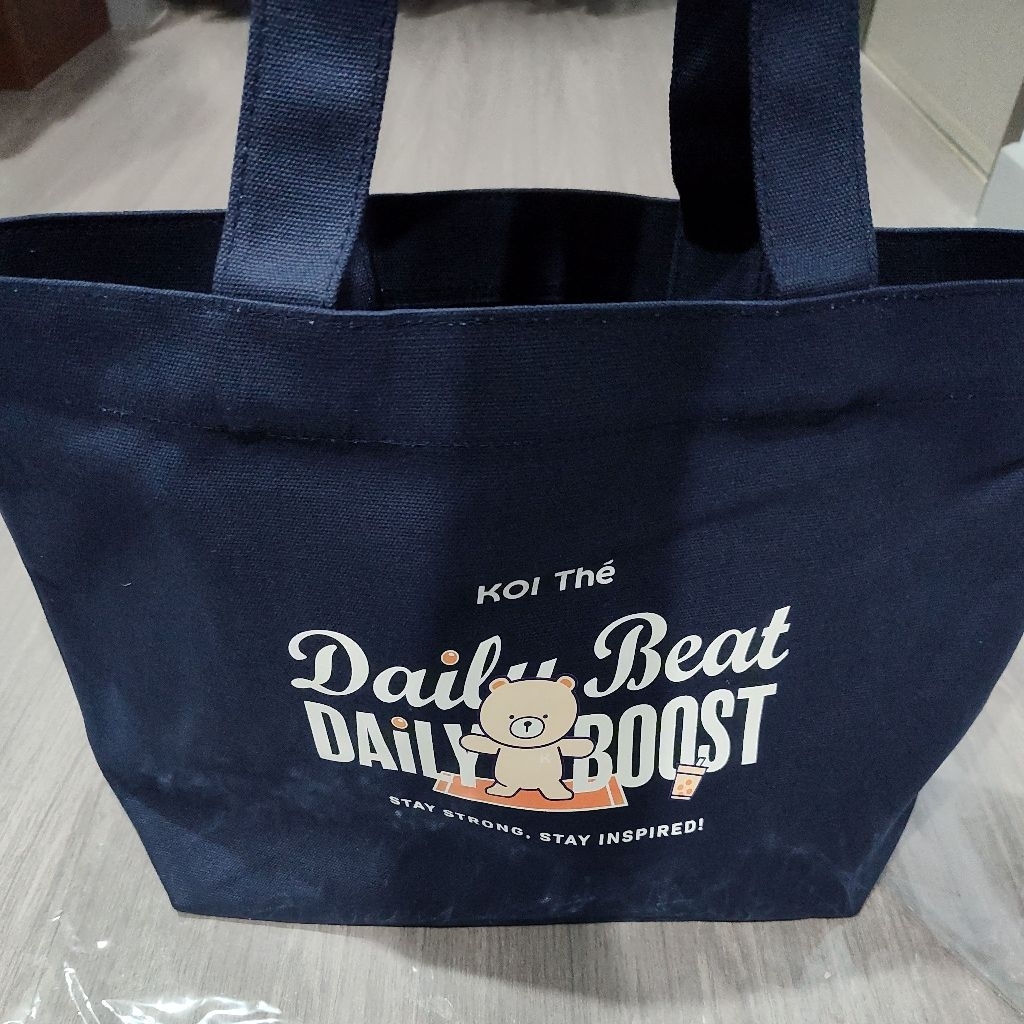 KOI Thé
Daily Beat
DAiLY BOOST
STAY STRONG, STAY INSPIRED!
K